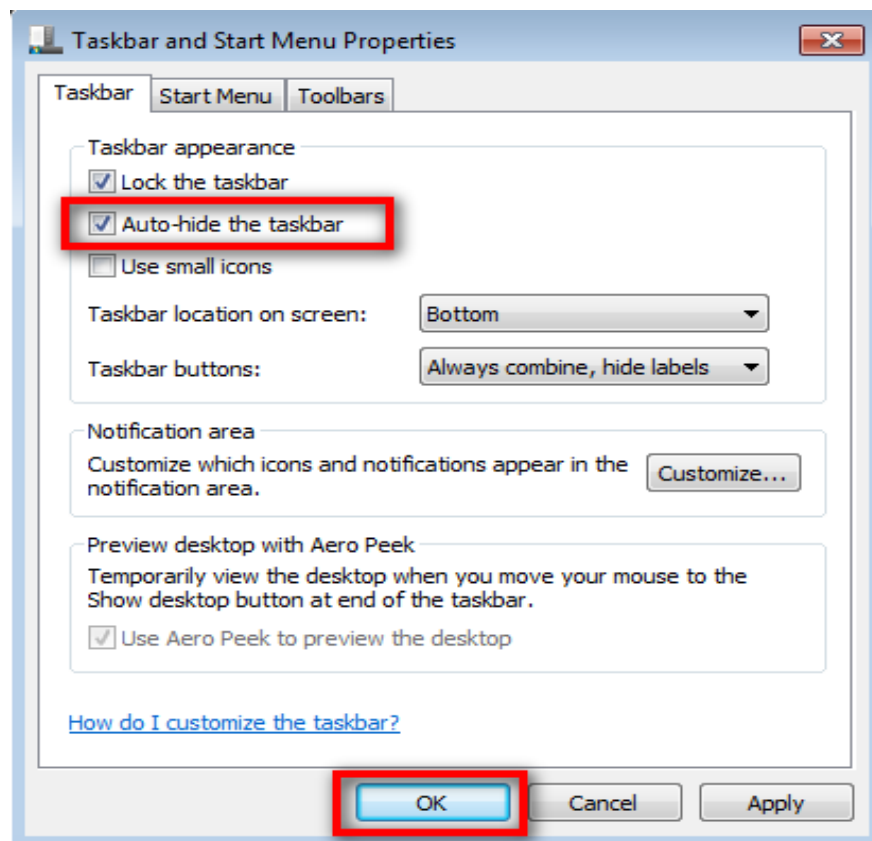 Taskbar and Start Menu Properties
Taskbar
Start Menu
Toolbars
Taskbar appearance
Lock the taskbar
Auto-hide the taskbar
Use small icons
Taskbar location on screen:
Bottom
Taskbar buttons:
Always combine, hide labels
Notification area
Customize which icons and notifications appear in the
notification area.
Customize...
Preview desktop with Aero Peek
Temporarily view the desktop when you move your mouse to the
Show desktop button at end of the taskbar.
Use Aero Peek to preview the desktop
How do I customize the taskbar?
OK
Cancel
Apply